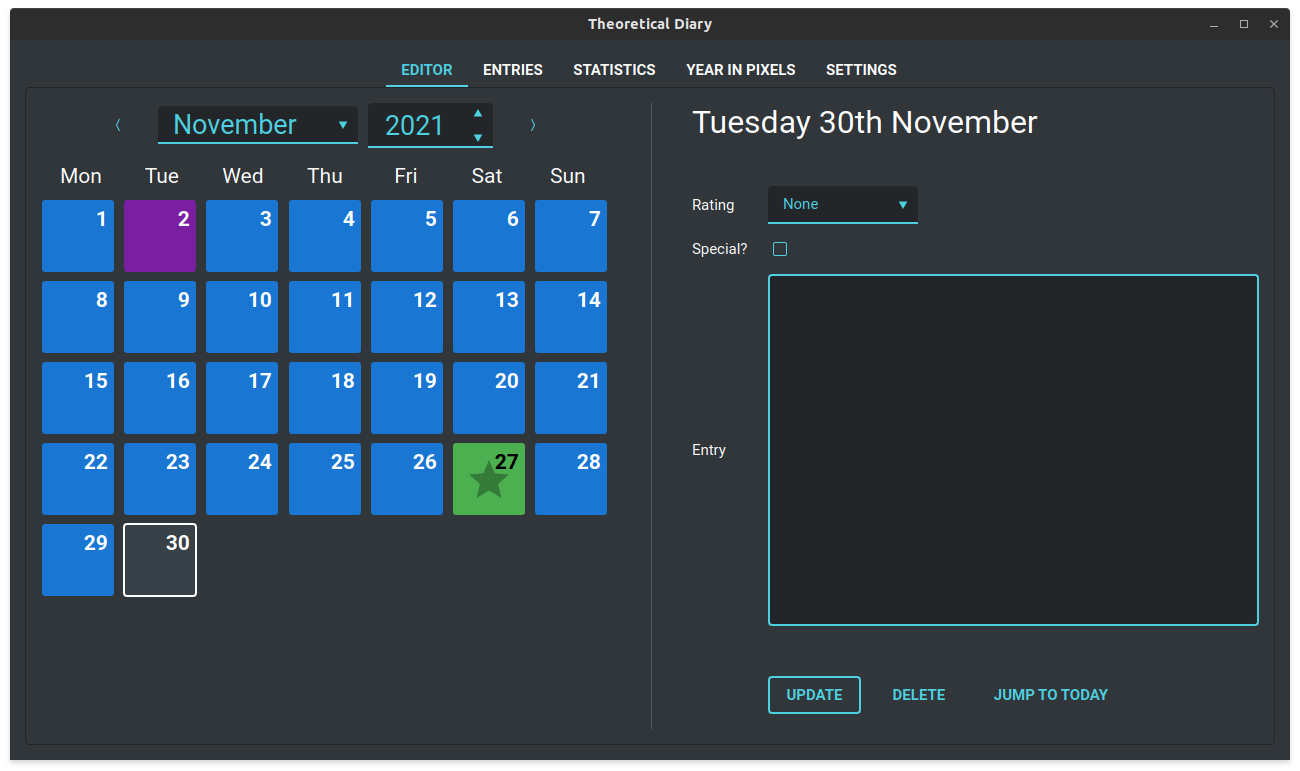 Theoretical Diary
EDITOR ENTRIES STATISTICS YEAR IN PIXELS SETTINGS
November 2021
Mon Tue Wed Thu Fri Sat Sun
1 2 3 4 5 6 7
8 9 10 11 12 13 14
15 16 17 18 19 20 21
22 23 24 25 26 27 28
29 30
Tuesday 30th November
Rating None
Special?
Entry
UPDATE DELETE JUMP TO TODAY